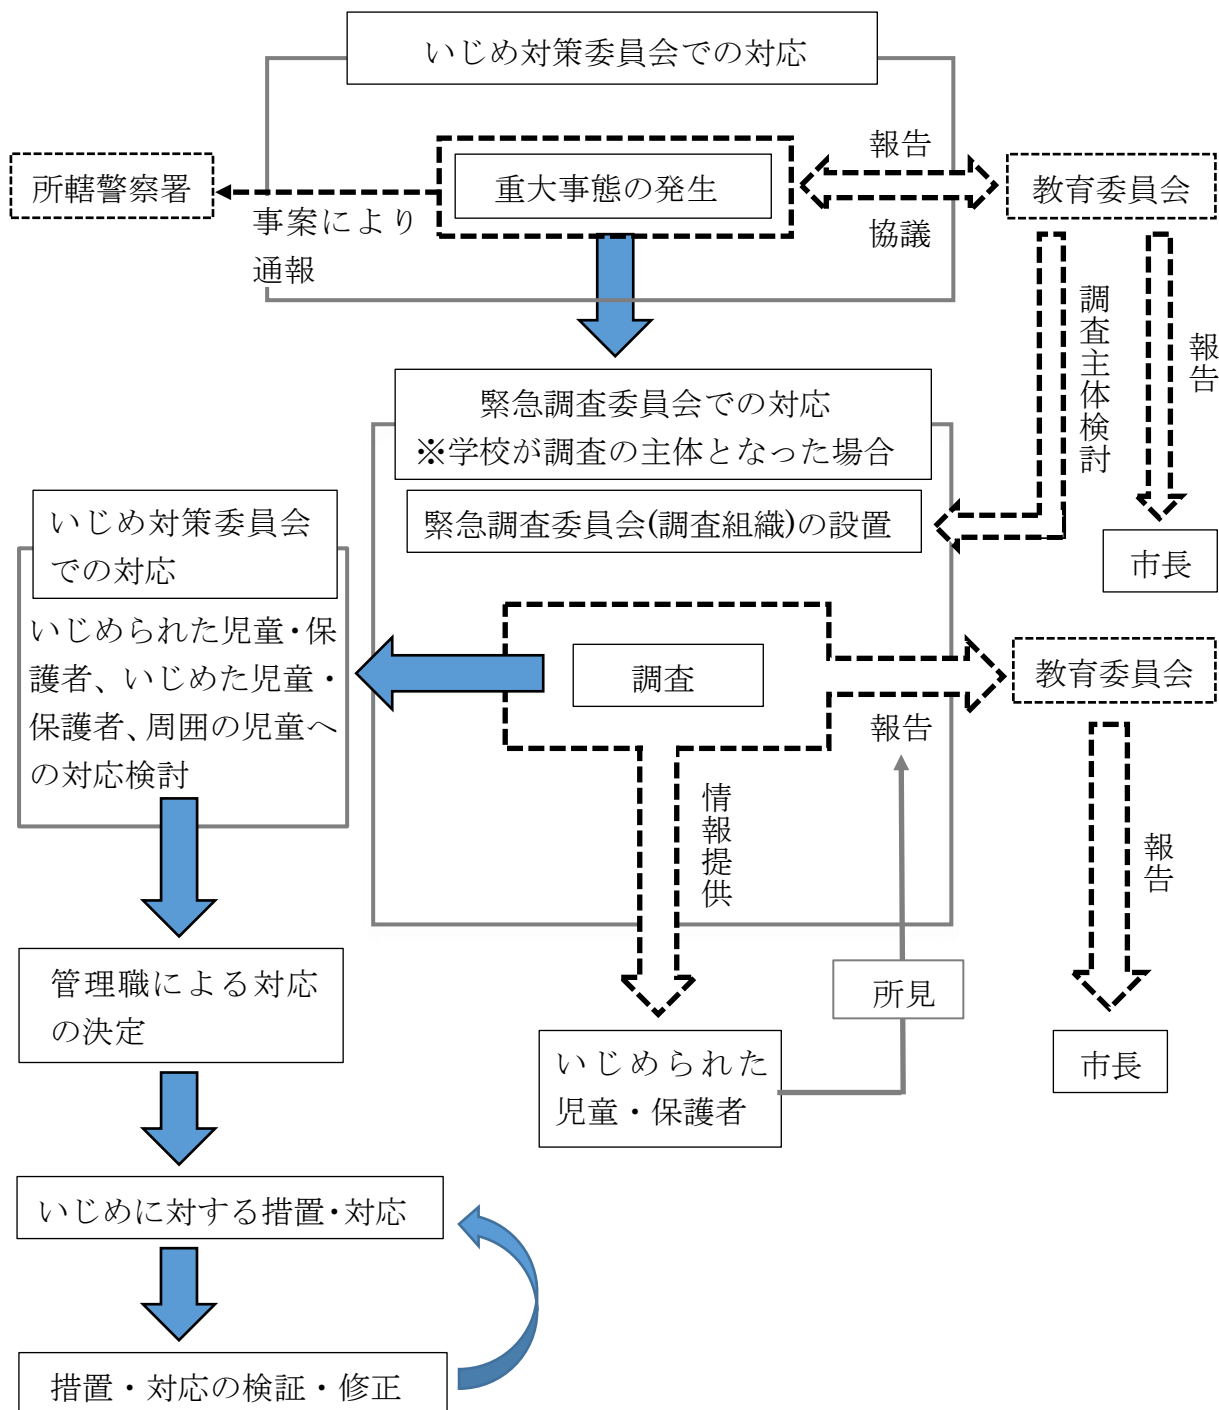 いじめ対策委員会での対応
所轄警察署
重大事態の発生
報告
協議
教育委員会
事案により
通報
調査主体検討
報告
市長
緊急調査委員会での対応
※学校が調査の主体となった場合
緊急調査委員会(調査組織)の設置
いじめ対策委員会
での対応
いじめられた児童・保
護者、いじめた児童・
保護者、周囲の児童へ
の対応検討
調査
報告
教育委員会
情報提供
報告
所見
市長
いじめられた
児童・保護者
管理職による対応
の決定
いじめに対する措置・対応
措置・対応の検証・修正